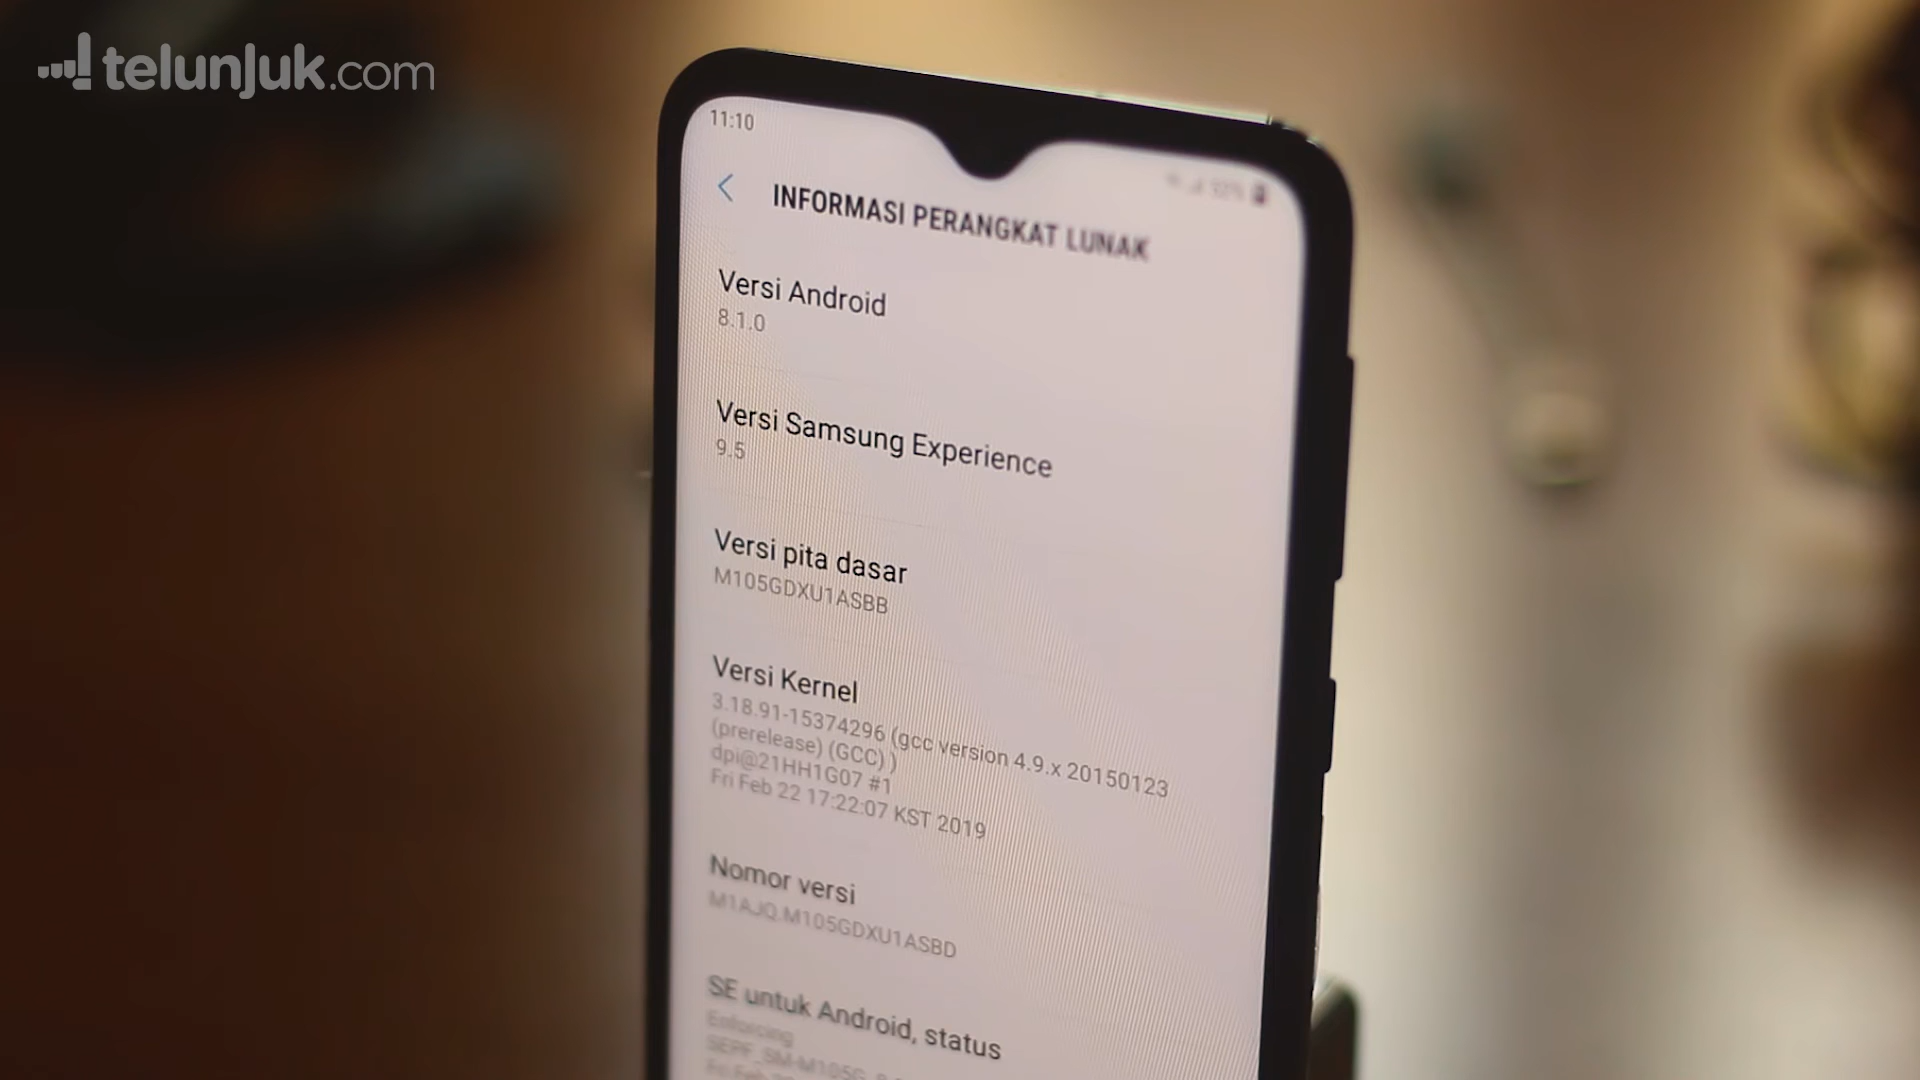 telunjuk.com
11:10
INFORMASI PERANGKAT LUNAK
Versi Android
8.1.0
Versi Samsung Experience
9.5
Versi pita dasar
M105GDXU1ASBB
Versi Kernel
3.18.91-15374296 (gcc version 4.9.x 20150123
(prerelease) (GCC) )
dpi@21HH1G07 #1
Fri Feb 22 17:22:07 KST 2019
Nomor versi
M1AJQ.M105GDXU1ASBD
SE untuk Android, status
Enforcing